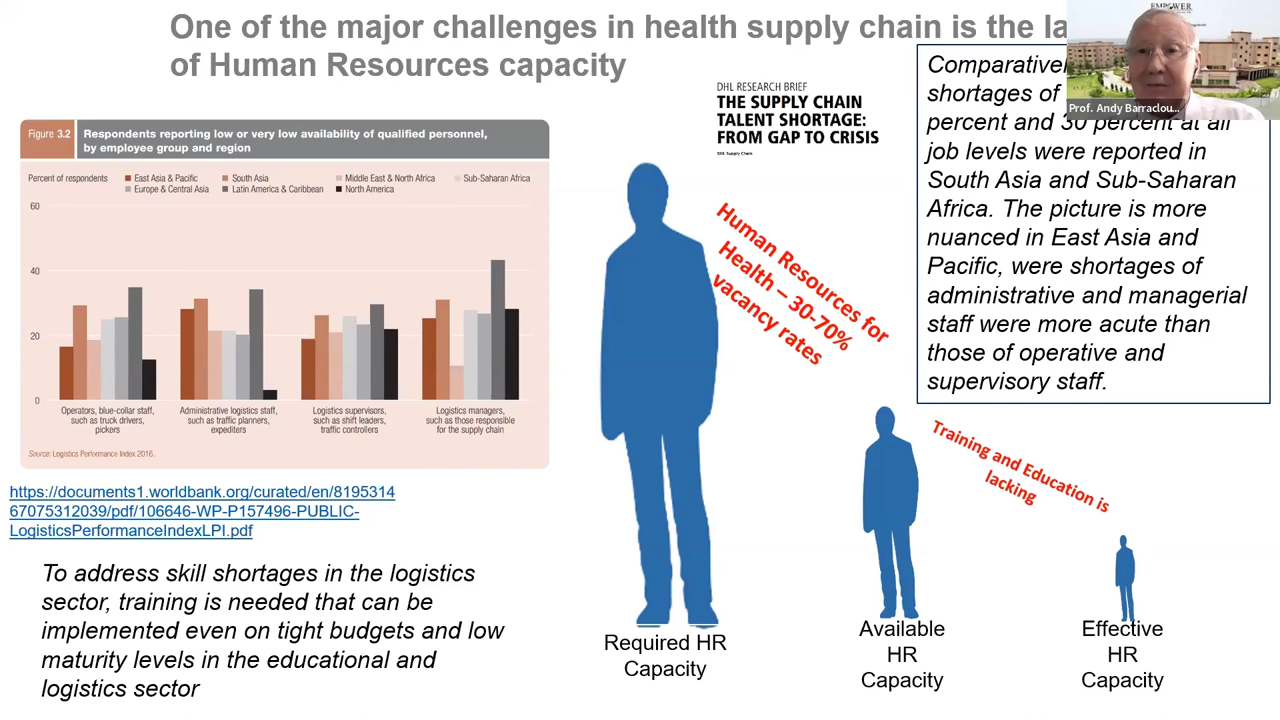 One of the major challenges in health supply chain is the
of Human Resources capacity
EMPOWER
Prof. Andy Barraclou...
DHL RESEARCH BRIEF
THE SUPPLY CHAIN
TALENT SHORTAGE:
FROM GAP TO CRISIS
DHL Supply Chain
shortages of
percent and 30 percent at all
job levels were reported in
South Asia and Sub-Saharan
Africa. The picture is more
nuanced in East Asia and
Pacific, were shortages of
administrative and managerial
staff were more acute than
those of operative and
supervisory staff.
Figure 3.2
Respondents reporting low or very low availability of qualified personnel,
by employee group and region
Percent of respondents
East Asia & Pacific
South Asia
Middle East & North Africa
Sub-Saharan Africa
Europe & Central Asia
Latin America & Caribbean
North America
60
40
20
0
Operators, blue-collar staff,
such as truck drivers,
pickers
Administrative logistics staff,
such as traffic planners,
expediters
Logistics supervisors,
such as shift leaders,
traffic controllers
Logistics managers,
such as those responsible
for the supply chain
Source: Logistics Performance Index 2016.
https://documents1.worldbank.org/curated/en/8195314
67075312039/pdf/106646-WP-P157496-PUBLIC-
LogisticsPerformanceIndexLPI.pdf
To address skill shortages in the logistics
sector, training is needed that can be
implemented even on tight budgets and low
maturity levels in the educational and
logistics sector
Human Resources for
Health – 30-70%
vacancy rates
Training and Education is
lacking
Required HR
Capacity
Available
HR
Capacity
Effective
HR
Capacity